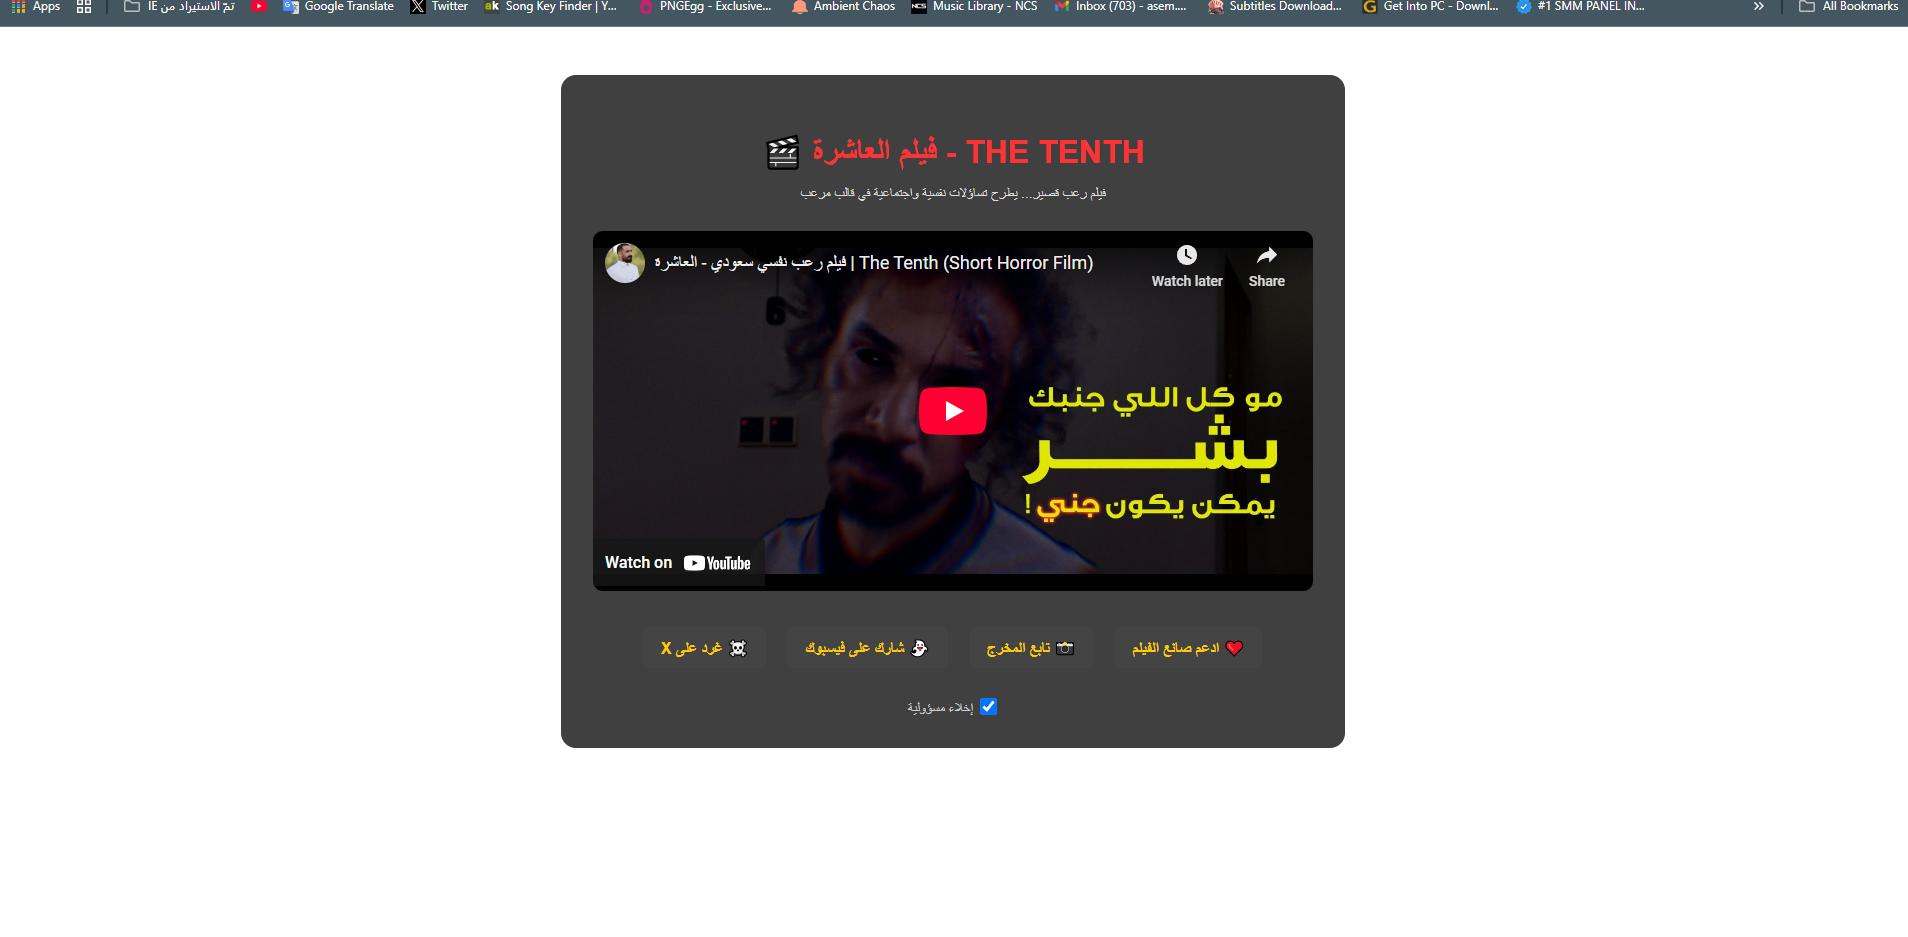 Apps
تمّ الاستيراد من IE
Google Translate
Twitter
Song Key Finder | Y...
PNGEgg - Exclusive...
Ambient Chaos
Music Library - NCS
Inbox (703) - asem....
Subtitles Download...
Get Into PC - Downl...
#1 SMM PANEL IN...
»
All Bookmarks
🎬 فيلم العاشرة - THE TENTH
فيلم رعب قصير... يطرح تساؤلات نفسية واجتماعية في قالب مرعب
فيلم رعب نفسي سعودي - العاشرة | The Tenth (Short Horror Film)
Watch later
Share
مو كل اللي جنبك
بشـــر
يمكن يكون جني !
Watch on YouTube
❤️ ادعم صانع الفيلم
📷 تابع المخرج
👻 شارك على فيسبوك
☠️ غرد على X
إخلاء مسؤولية